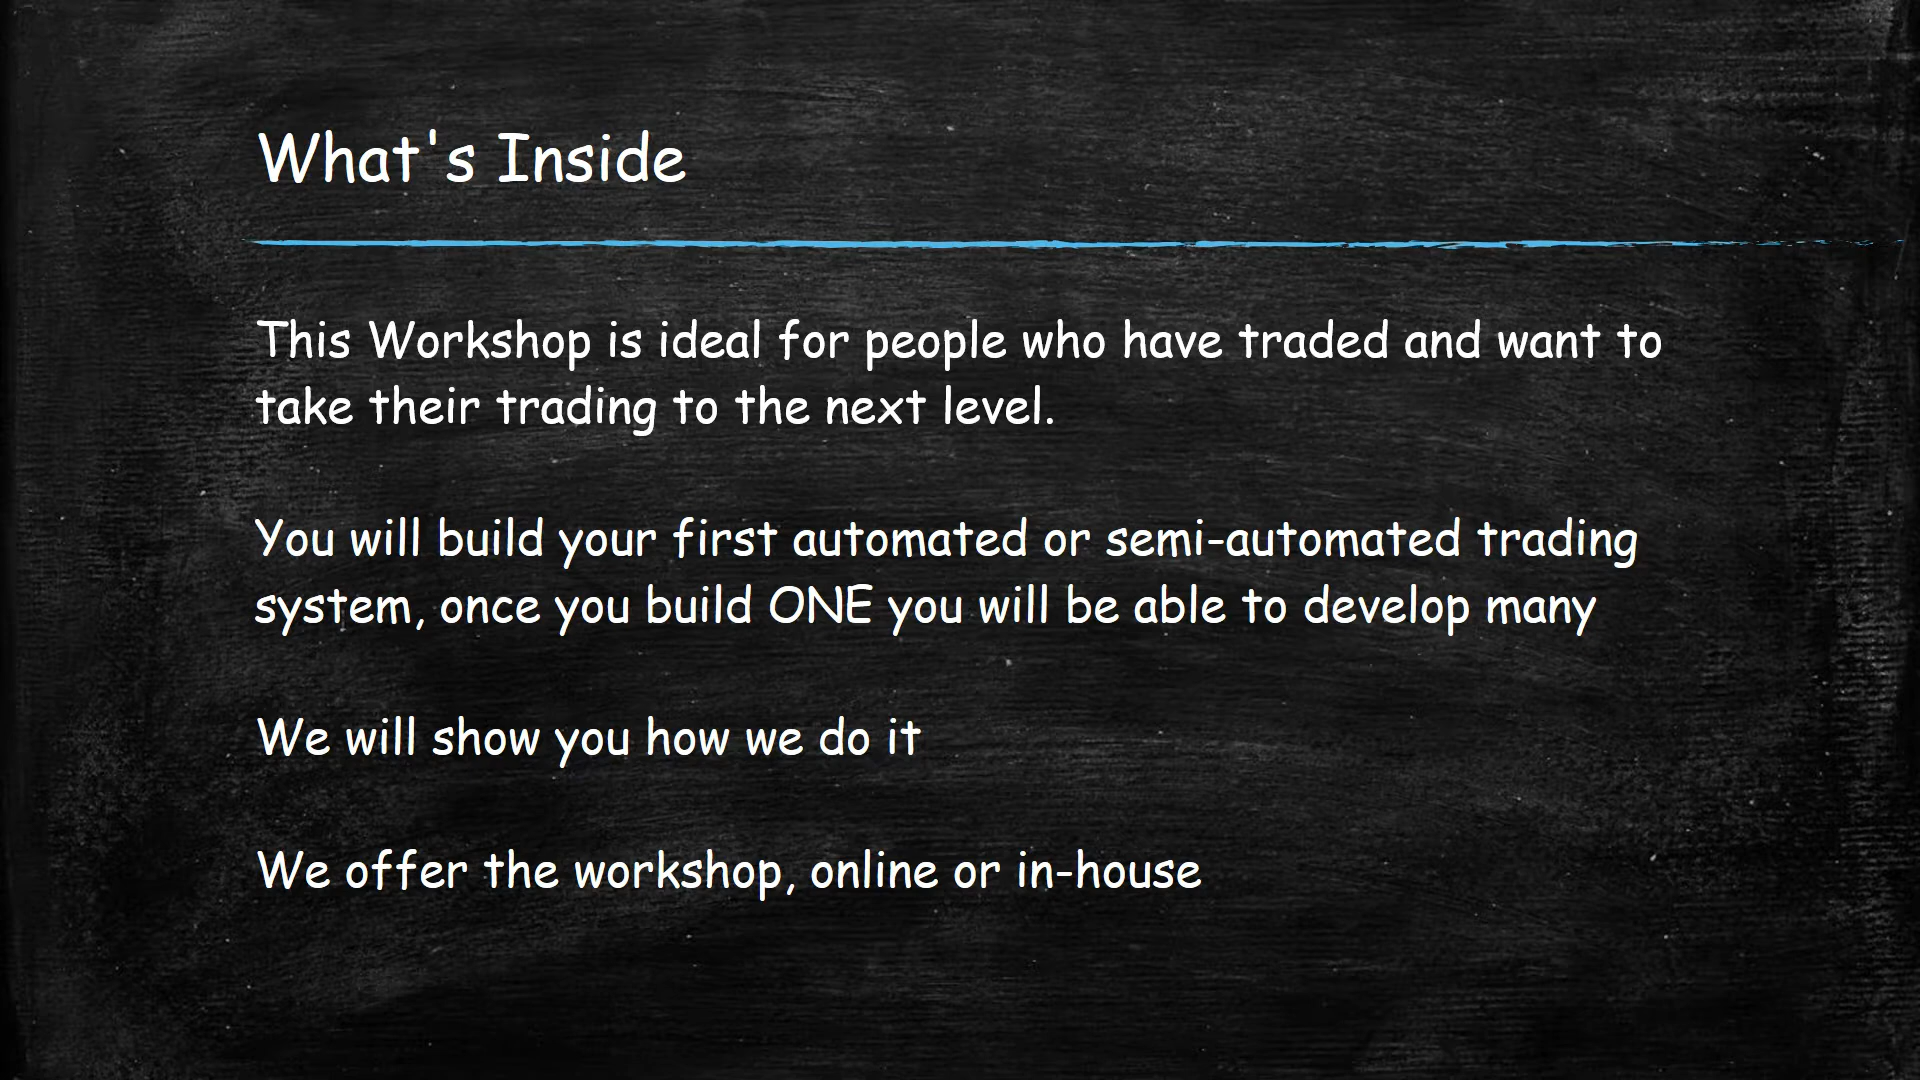 What's Inside
This Workshop is ideal for people who have traded and want to
take their trading to the next level.
You will build your first automated or semi-automated trading
system, once you build ONE you will be able to develop many
We will show you how we do it
We offer the workshop, online or in-house